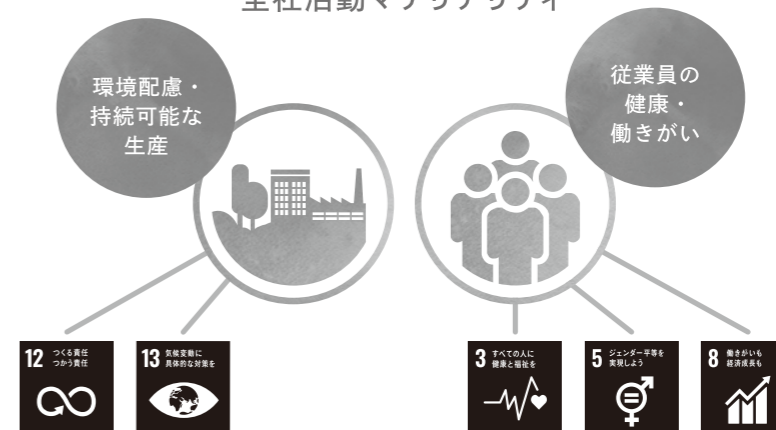 全社活動マテリアリティ
環境配慮・
持続可能な
生産
従業員の
健康・
働きがい
12 つくる責任
つかう責任
13 気候変動に
具体的な対策を
3 すべての人に
健康と福祉を
5 ジェンダー平等を
実現しよう
8 働きがいも
経済成長も